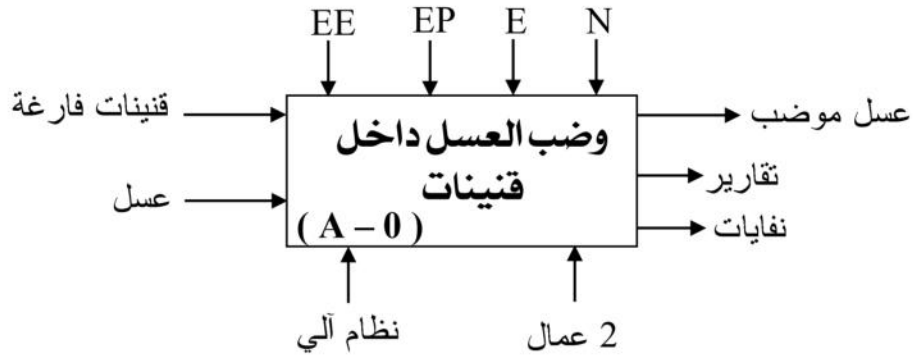 EE EP E N
قنينات فارغة
عسل
وضب العسل داخل
قنينات
( A – 0 )
عسل موضب
تقارير
نفايات
نظام آلي
2 عمال